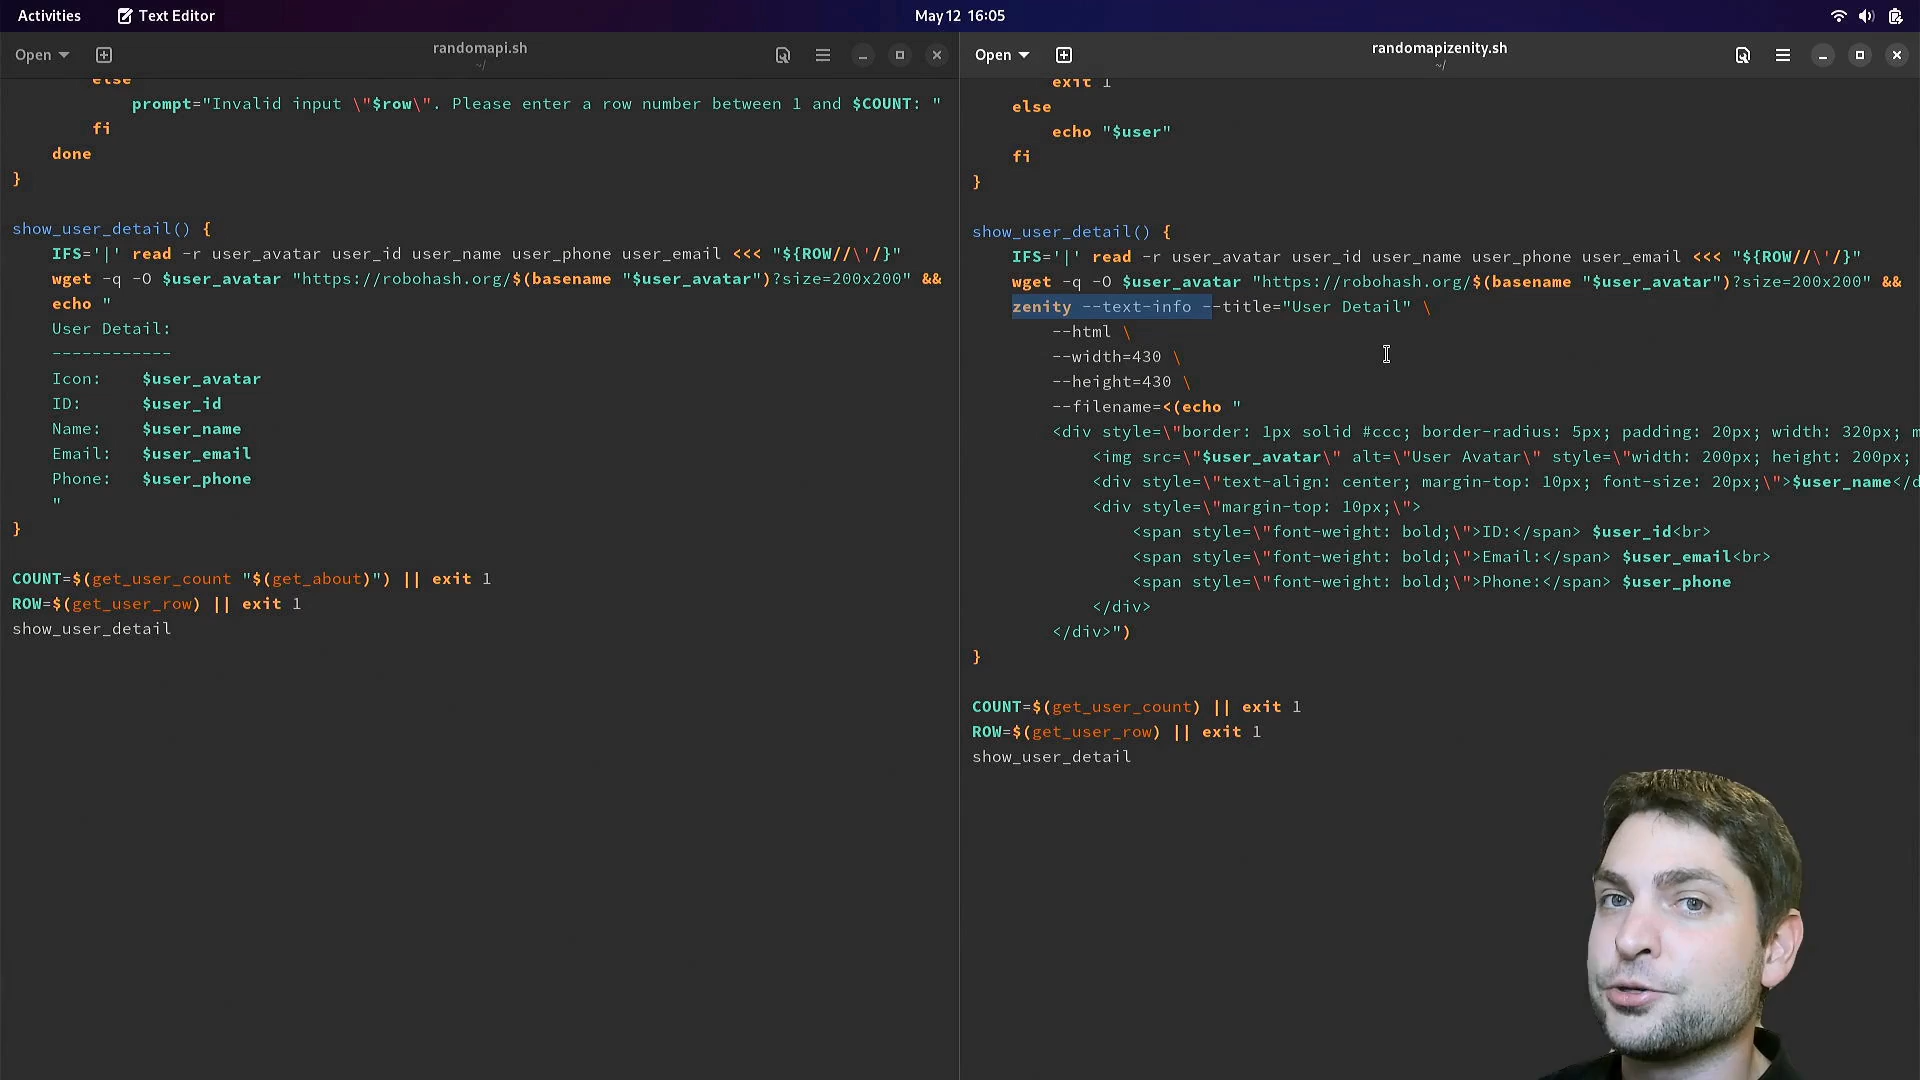 Activities
Text Editor
May 12 16:05
Open
randomapi.sh
~/
else
prompt="Invalid input \"$row\". Please enter a row number between 1 and $COUNT: "
fi
done
}
show_user_detail() {
IFS='|' read -r user_avatar user_id user_name user_phone user_email <<< "${ROW//\'/}"
wget -q -O $user_avatar "https://robohash.org/$(basename "$user_avatar")?size=200x200" &&
echo "
User Detail:
------------
Icon: $user_avatar
ID: $user_id
Name: $user_name
Email: $user_email
Phone: $user_phone
"
}
COUNT=$(get_user_count "$(get_about)") || exit 1
ROW=$(get_user_row) || exit 1
show_user_detail
Open
randomapizenity.sh
~/
exit 1
else
echo "$user"
fi
}
show_user_detail() {
IFS='|' read -r user_avatar user_id user_name user_phone user_email <<< "${ROW//\'/}"
wget -q -O $user_avatar "https://robohash.org/$(basename "$user_avatar")?size=200x200" &&
zenity --text-info --title="User Detail" \
--html \
--width=430 \
--height=430 \
--filename=<(echo "
<div style=\"border: 1px solid #ccc; border-radius: 5px; padding: 20px; width: 320px; m
<img src=\"$user_avatar\" alt=\"User Avatar\" style=\"width: 200px; height: 200px;
<div style=\"text-align: center; margin-top: 10px; font-size: 20px;\">$user_name</d
<div style=\"margin-top: 10px;\">
<span style=\"font-weight: bold;\">ID:</span> $user_id<br>
<span style=\"font-weight: bold;\">Email:</span> $user_email<br>
<span style=\"font-weight: bold;\">Phone:</span> $user_phone
</div>
</div>")
}
COUNT=$(get_user_count) || exit 1
ROW=$(get_user_row) || exit 1
show_user_detail